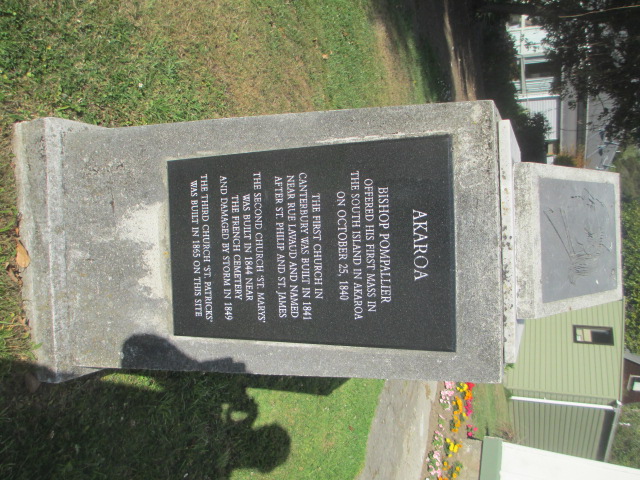 AKAROA
BISHOP POMPALLIER
OFFERED HIS FIRST MASS IN
THE SOUTH ISLAND IN AKAROA
ON OCTOBER 25, 1840
THE FIRST CHURCH IN
CANTERBURY WAS BUILT IN 1841
NEAR RUE LAVAUD AND NAMED
AFTER ST. PHILIP AND ST. JAMES
THE SECOND CHURCH 'ST. MARYS'
WAS BUILT IN 1844 NEAR
THE FRENCH CEMETERY
AND DAMAGED BY STORM IN 1849
THE THIRD CHURCH 'ST. PATRICKS'
WAS BUILT IN 1865 ON THIS SITE